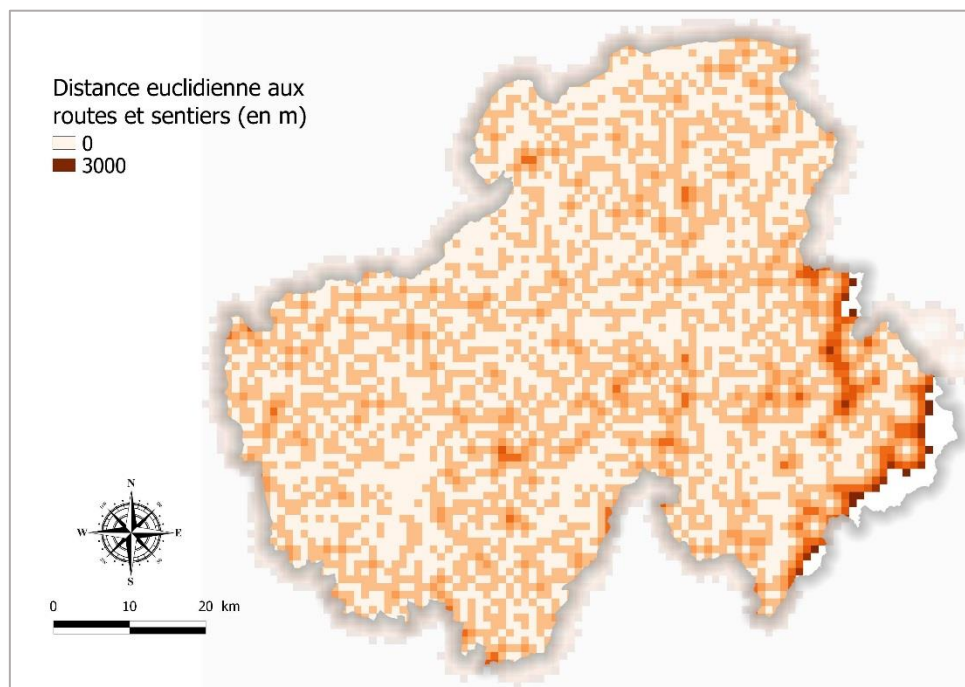 Distance euclidienne aux
routes et sentiers (en m)
0
3000
N
W E
S
0 10 20 km